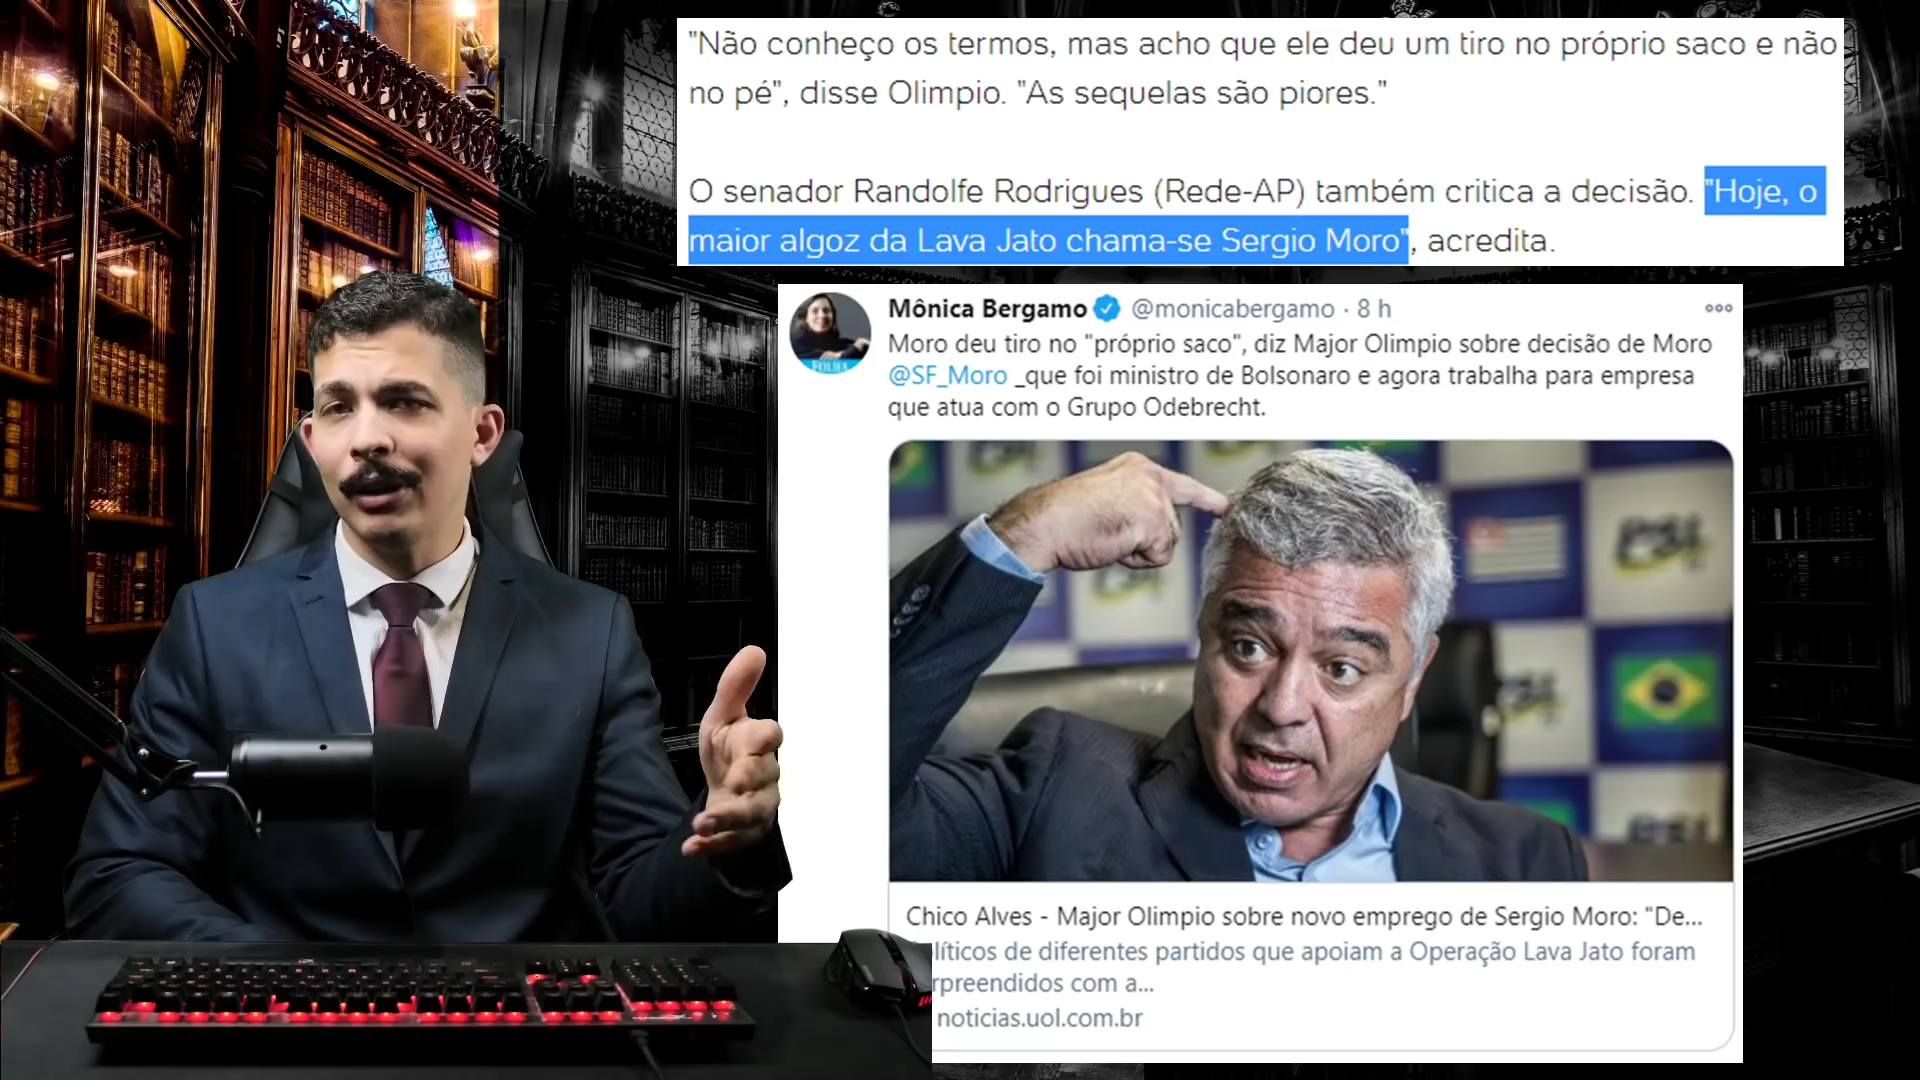 "Não conheço os termos, mas acho que ele deu um tiro no próprio saco e não
no pé", disse Olimpio. "As sequelas são piores."
O senador Randolfe Rodrigues (Rede-AP) também critica a decisão. "Hoje, o
maior algoz da Lava Jato chama-se Sergio Moro", acredita.
Mônica Bergamo @monicabergamo · 8 h
Moro deu tiro no "próprio saco", diz Major Olimpio sobre decisão de Moro
@SF_Moro _que foi ministro de Bolsonaro e agora trabalha para empresa
que atua com o Grupo Odebrecht.
FOLHA
PSL
Chico Alves - Major Olimpio sobre novo emprego de Sergio Moro: "De...
líticos de diferentes partidos que apoiam a Operação Lava Jato foram
rpreendidos com a...
noticias.uol.com.br